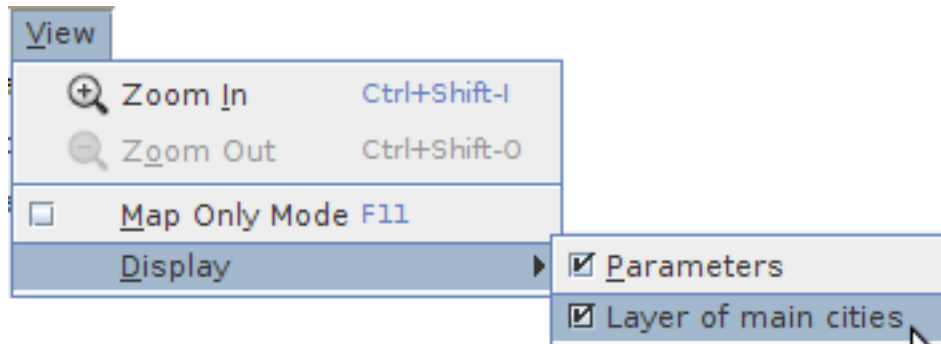 View
Zoom In Ctrl+Shift-I
Zoom Out Ctrl+Shift-O
Map Only Mode F11
Display
Parameters
Layer of main cities